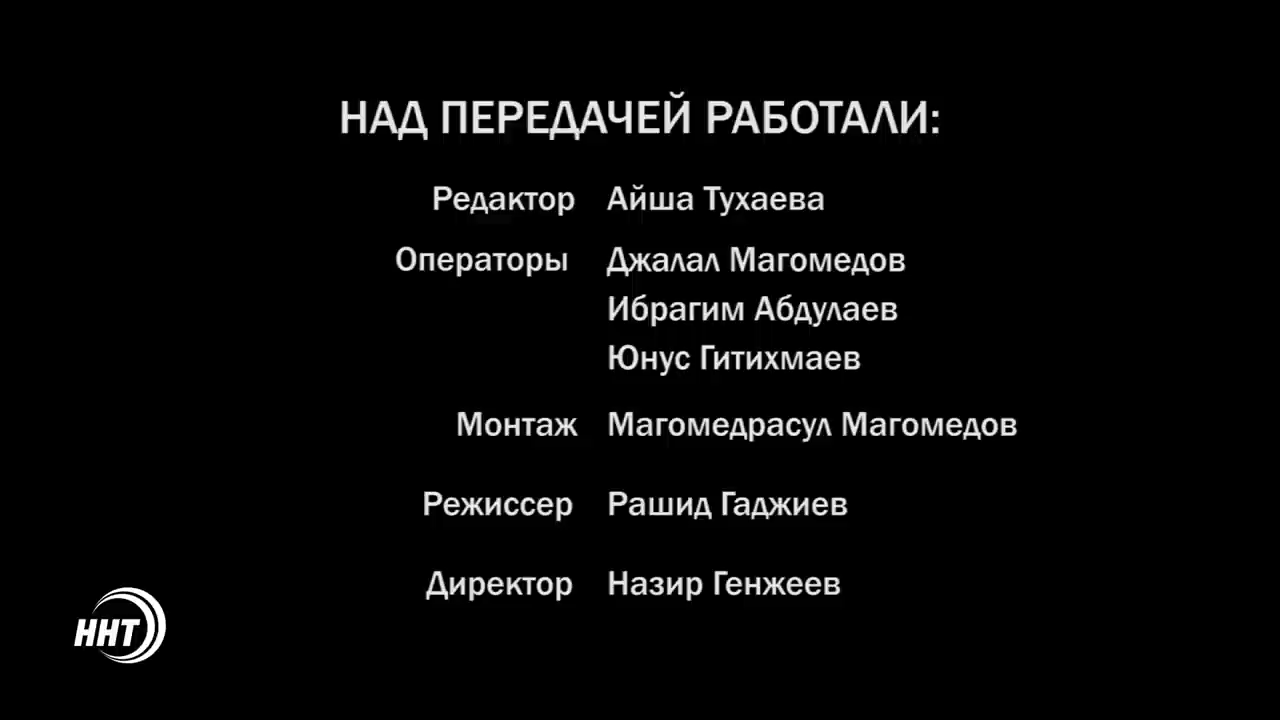 НАД ПЕРЕДАЧЕЙ РАБОТАЛИ:
Редактор Айша Тухаева
Операторы Джалал Магомедов
Ибрагим Абдулаев
Юнус Гитихмаев
Монтаж Магомедрасул Магомедов
Режиссер Рашид Гаджиев
Директор Назир Генжеев
ННТ